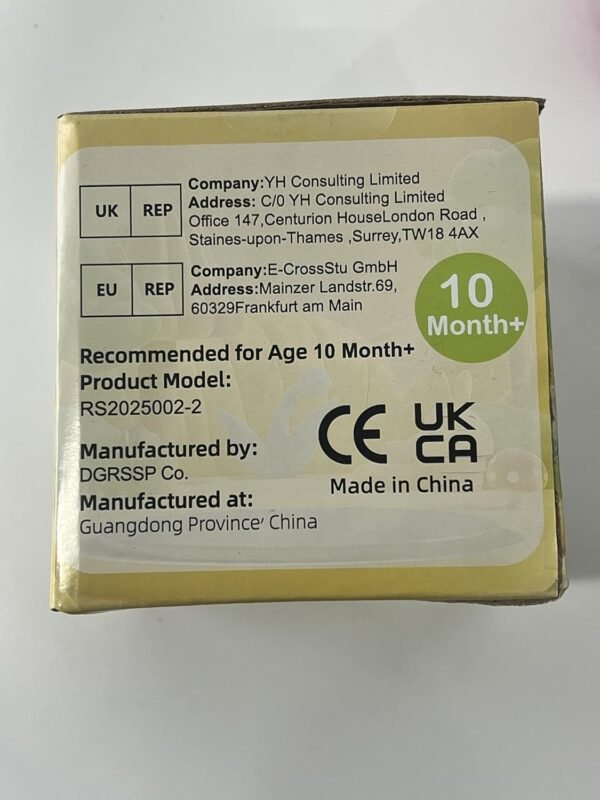 UK REP
Company:YH Consulting Limited
Address: C/0 YH Consulting Limited
Office 147,Centurion HouseLondon Road ,
Staines-upon-Thames ,Surrey,TW18 4AX
EU REP
Company:E-CrossStu GmbH
Address:Mainzer Landstr.69,
60329Frankfurt am Main
10
Month+
Recommended for Age 10 Month+
Product Model:
RS2025002-2
CE UK
CA
Manufactured by:
DGRSSP Co.
Made in China
Manufactured at:
Guangdong Province, China